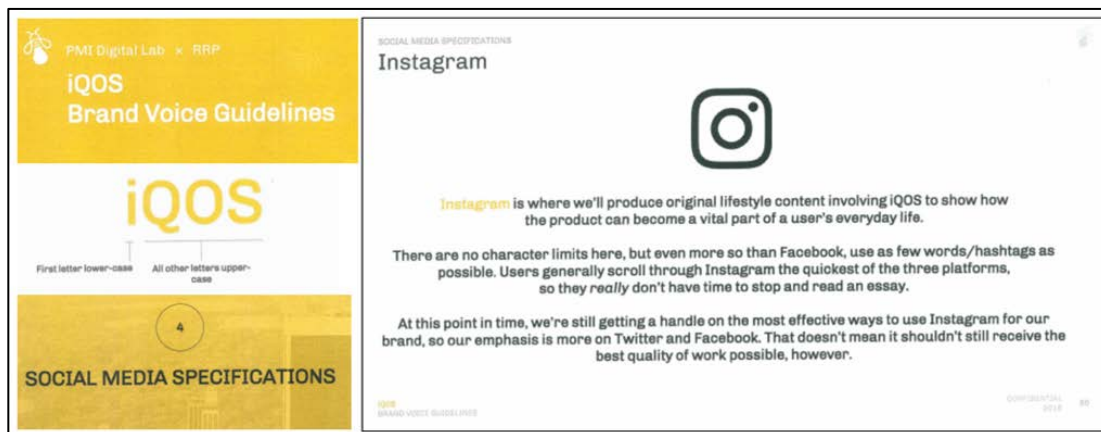 PMI Digital Lab × RRP
iQOS
Brand Voice Guidelines
iQOS
First letter lower-case
All other letters upper-
case
4
SOCIAL MEDIA SPECIFICATIONS
SOCIAL MEDIA SPECIFICATIONS
Instagram
Instagram is where we'll produce original lifestyle content involving iQOS to show how
the product can become a vital part of a user's everyday life.
There are no character limits here, but even more so than Facebook, use as few words/hashtags as
possible. Users generally scroll through Instagram the quickest of the three platforms,
so they really don't have time to stop and read an essay.
At this point in time, we're still getting a handle on the most effective ways to use Instagram for our
brand, so our emphasis is more on Twitter and Facebook. That doesn't mean it shouldn't still receive the
best quality of work possible, however.
iQOS
BRAND VOICE GUIDELINES
CONFIDENTIAL